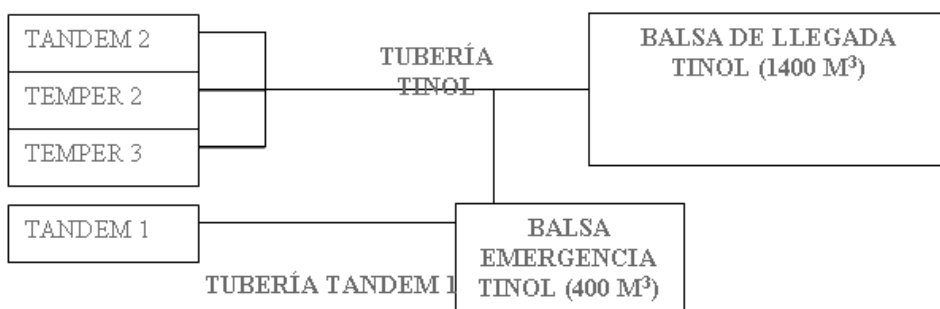 TANDEM 2
TEMPER 2
TEMPER 3
TANDEM 1
TUBERÍA
TINOL
BALSA DE LLEGADA
TINOL (1400 M³)
BALSA
EMERGENCIA
TINOL (400 M³)
TUBERÍA TANDEM 1